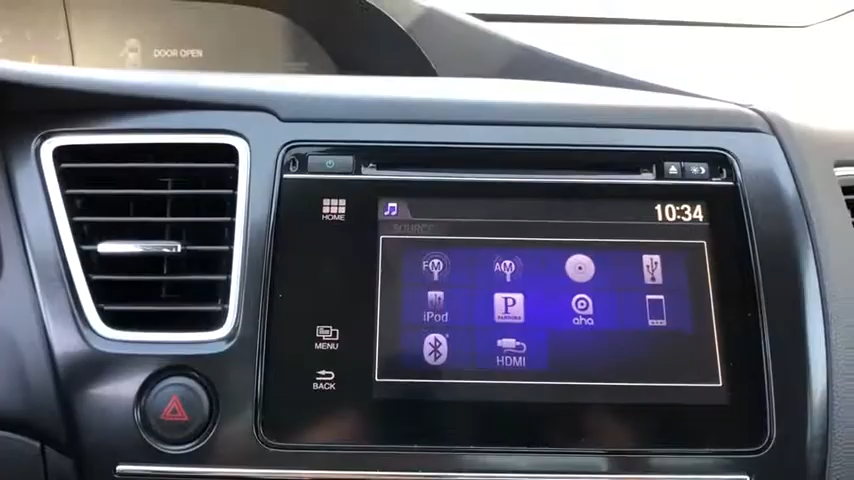 DOOR OPEN
HOME
10:34
SOURCE
FM
AM
iPod
P
PANDORA
aha
MENU
HDMI
BACK